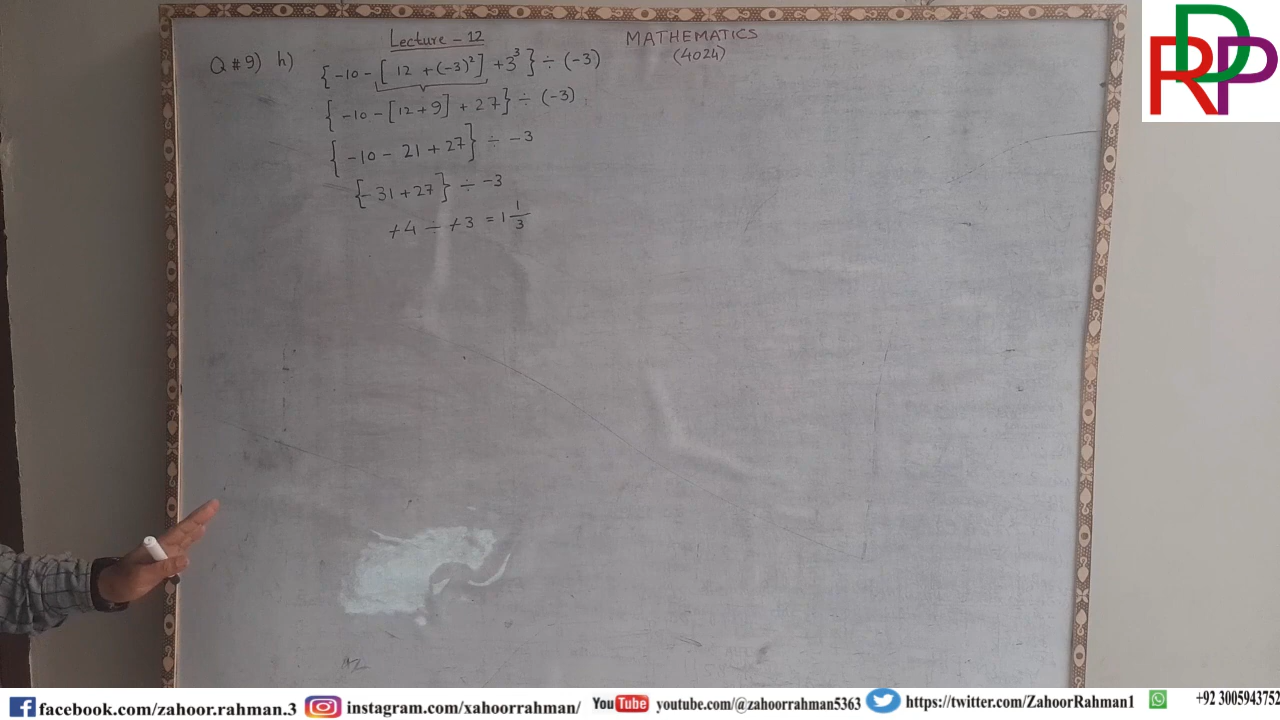 Lecture - 12
MATHEMATICS
(4024)
Q # 9) h) {-10 - [12 + (-3)²] + 3³} ÷ (-3)
{-10 - [12 + 9] + 27} ÷ (-3)
{-10 - 21 + 27} ÷ -3
{-31 + 27} ÷ -3
-4 ÷ -3 = 1 1/3
RDP
facebook.com/zahoor.rahman.3
instagram.com/zahoorrahman/
YouTube youtube.com/@zahoorrahman5363
https://twitter.com/ZahoorRahman1
+92 3005943752